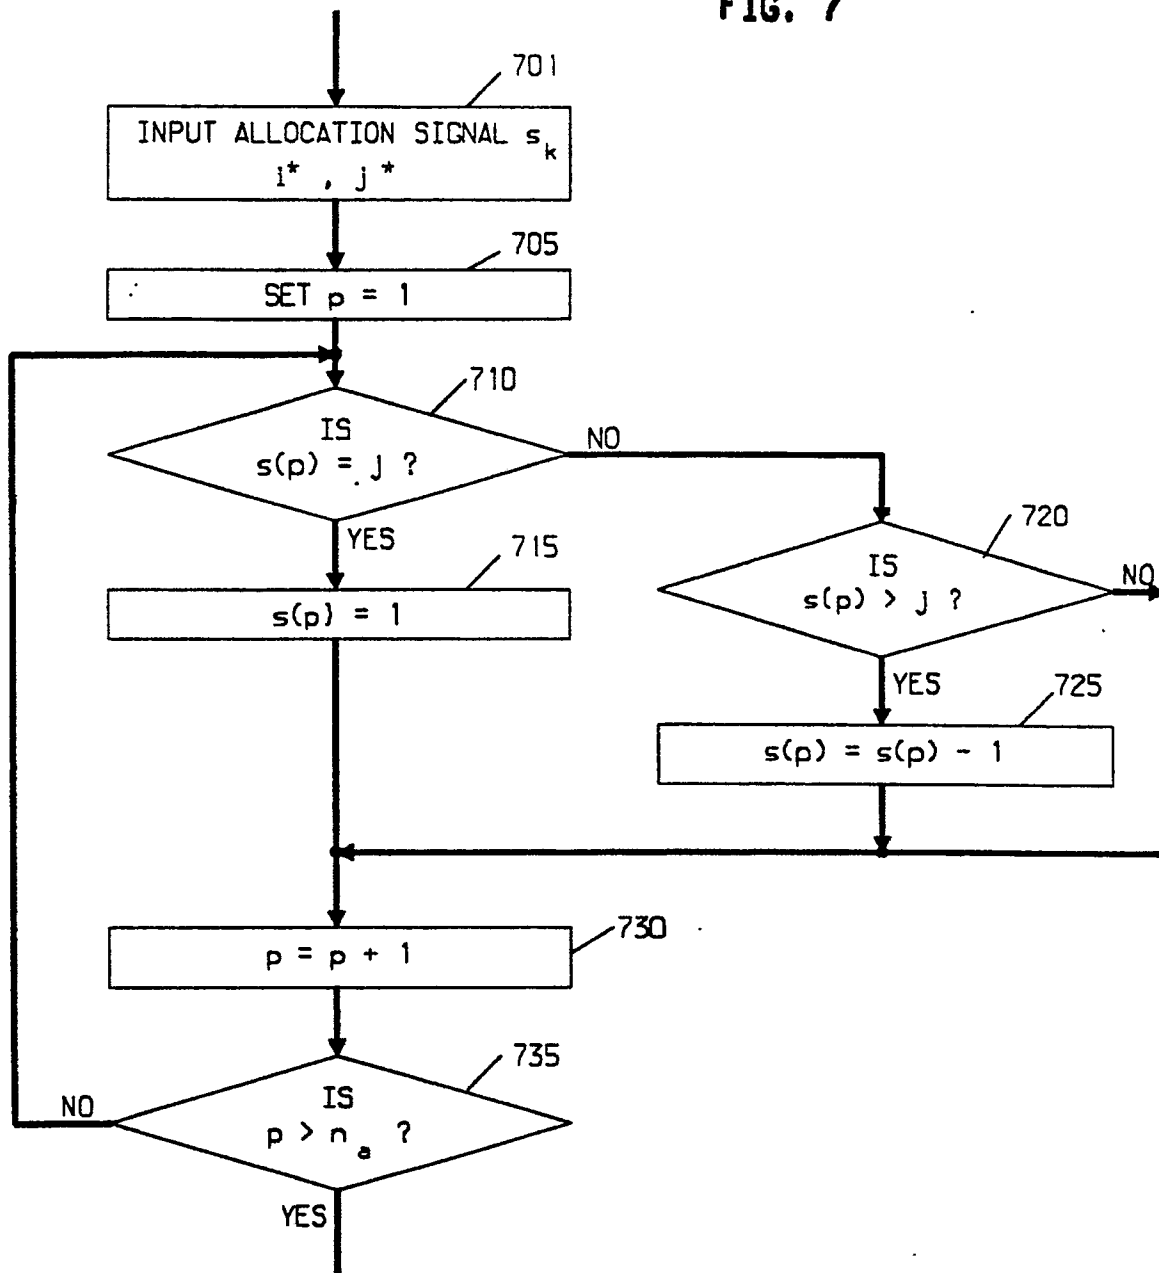 FIG. 7
701
INPUT ALLOCATION SIGNAL s_k
i* , j*
705
SET p = 1
710
IS
s(p) = j ?
NO
YES
715
s(p) = 1
720
IS
s(p) > j ?
NO
YES
725
s(p) = s(p) - 1
730
p = p + 1
735
IS
p > n_a ?
NO
YES